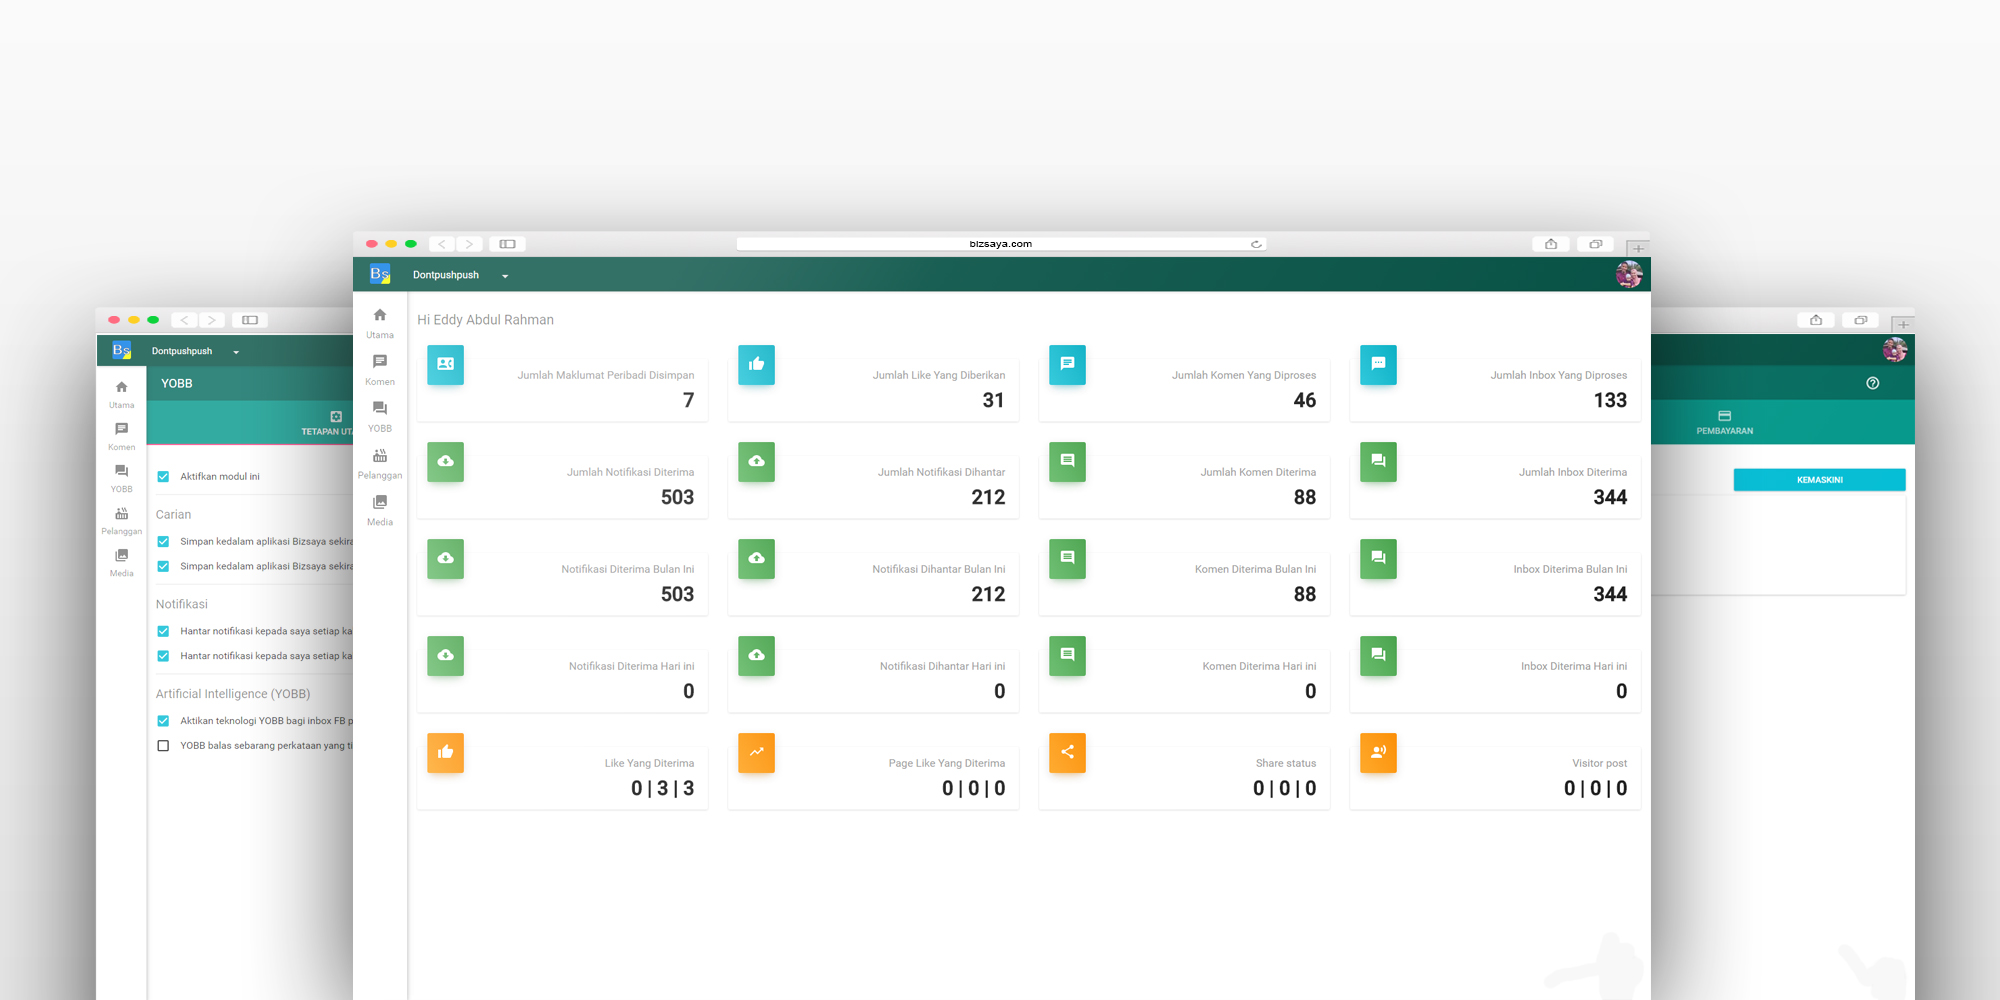 bizsaya.com
Bs Dontpushpush
Utama
Komen
YOBB
Pelanggan
Media
Hi Eddy Abdul Rahman
Jumlah Maklumat Peribadi Disimpan
7
Jumlah Like Yang Diberikan
31
Jumlah Komen Yang Diproses
46
Jumlah Inbox Yang Diproses
133
Jumlah Notifikasi Diterima
503
Jumlah Notifikasi Dihantar
212
Jumlah Komen Diterima
88
Jumlah Inbox Diterima
344
Notifikasi Diterima Bulan Ini
503
Notifikasi Dihantar Bulan Ini
212
Komen Diterima Bulan Ini
88
Inbox Diterima Bulan Ini
344
Notifikasi Diterima Hari ini
0
Notifikasi Dihantar Hari ini
0
Komen Diterima Hari ini
0
Inbox Diterima Hari ini
0
Like Yang Diterima
0 | 3 | 3
Page Like Yang Diterima
0 | 0 | 0
Share status
0 | 0 | 0
Visitor post
0 | 0 | 0
Bs Dontpushpush
YOBB
Utama
Komen
YOBB
Pelanggan
Media
TETAPAN UT
Aktifkan modul ini
Carian
Simpan kedalam aplikasi Bizsaya sekira
Simpan kedalam aplikasi Bizsaya sekira
Notifikasi
Hantar notifikasi kepada saya setiap ka
Hantar notifikasi kepada saya setiap ka
Artificial Intelligence (YOBB)
Aktikan teknologi YOBB bagi inbox FB p
YOBB balas sebarang perkataan yang ti
PEMBAYARAN
KEMASKINI